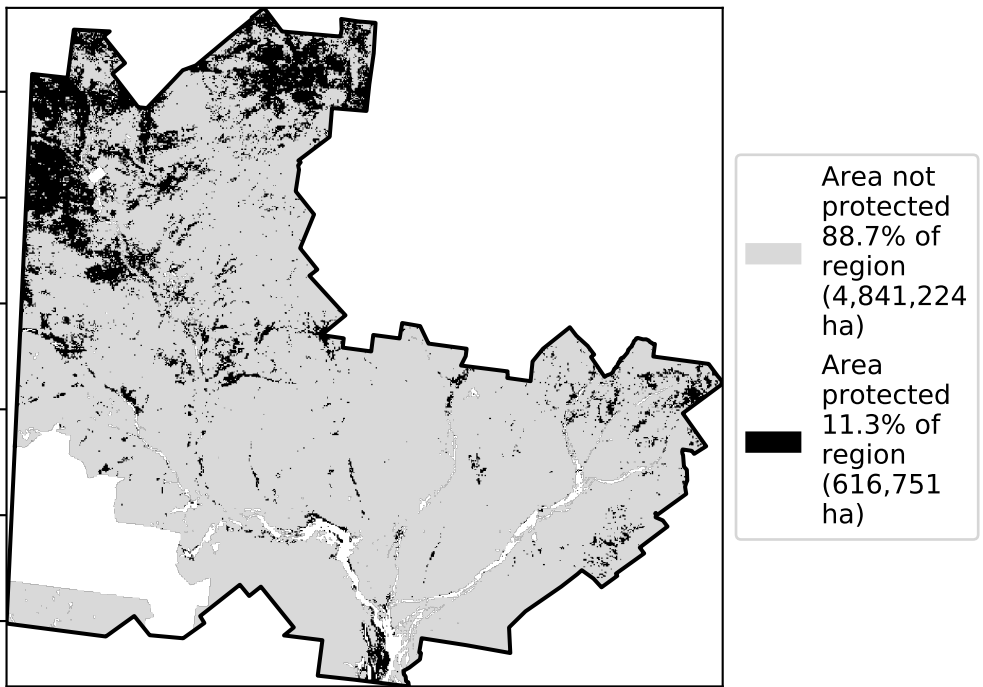 Area not
protected
88.7% of
region
(4,841,224
ha)
Area
protected
11.3% of
region
(616,751
ha)